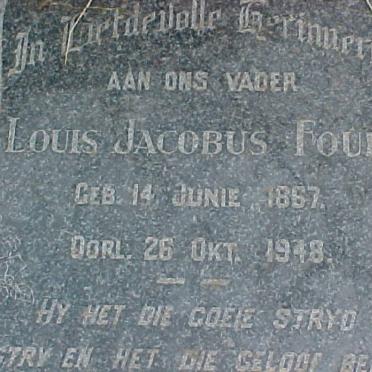 In Liefdevolle Herinner
AAN ONS VADER
LOUIS JACOBUS FOU
GEB. 14 JUNIE 1867.
OORL. 26 OKT. 1948.
HY HET DIE GOEIE STRYD
STRY EN HET DIE GELOOF BE